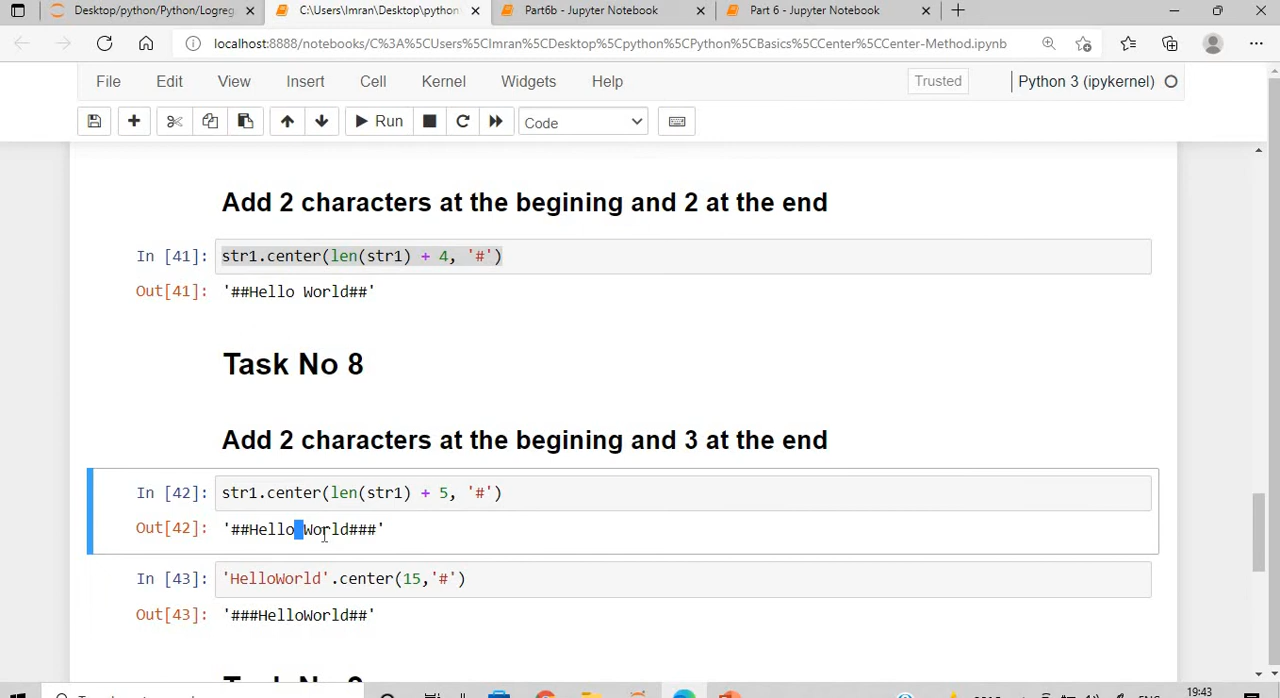 Desktop/python/Python/Logreg
C:\Users\Imran\Desktop\python
Part6b - Jupyter Notebook
Part 6 - Jupyter Notebook
localhost:8888/notebooks/C%3A%5CUsers%5CImran%5CDesktop%5Cpython%5CPython%5CBasics%5CCenter%5CCenter-Method.ipynb
File Edit View Insert Cell Kernel Widgets Help Trusted Python 3 (ipykernel)
Run Code
Add 2 characters at the begining and 2 at the end
In [41]: str1.center(len(str1) + 4, '#')
Out[41]: '##Hello World##'
Task No 8
Add 2 characters at the begining and 3 at the end
In [42]: str1.center(len(str1) + 5, '#')
Out[42]: '##Hello World###'
In [43]: 'HelloWorld'.center(15,'#')
Out[43]: '###HelloWorld##'
19:43